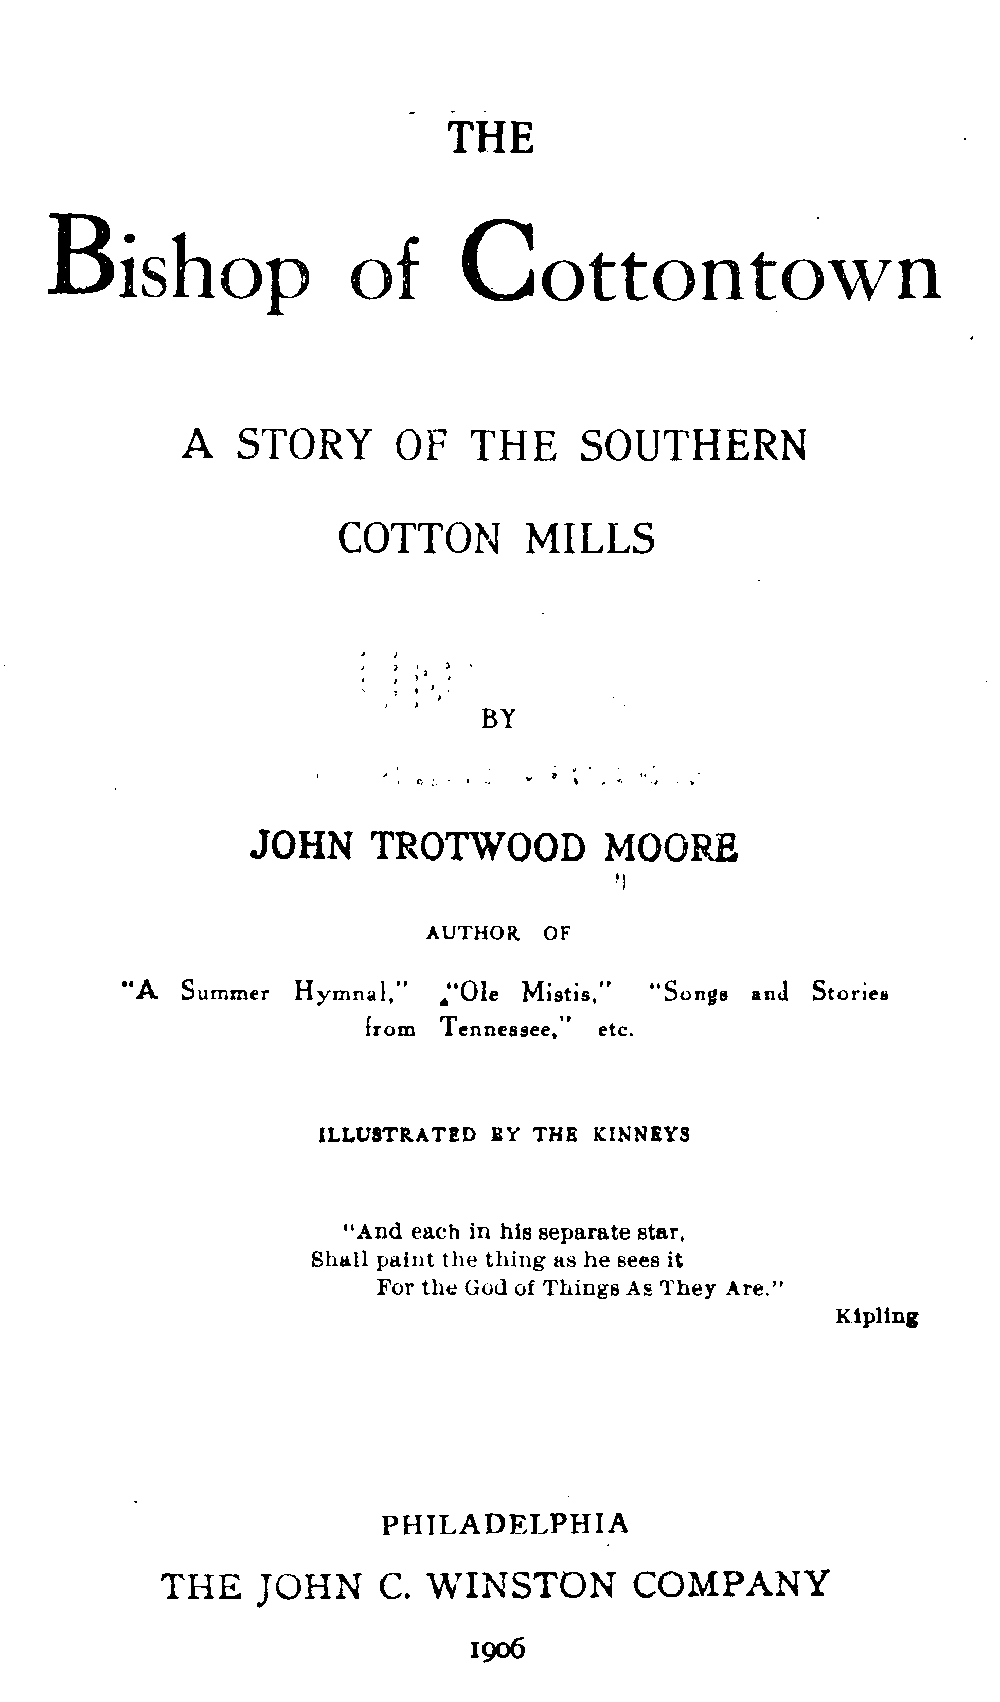 THE
Bishop of Cottontown
A STORY OF THE SOUTHERN
COTTON MILLS
BY
JOHN TROTWOOD MOORE
AUTHOR OF
"A Summer Hymnal," "Ole Mistis," "Songs and Stories
from Tennessee," etc.
ILLUSTRATED BY THE KINNEYS
"And each in his separate star,
Shall paint the thing as he sees it
For the God of Things As They Are."
Kipling
PHILADELPHIA
THE JOHN C. WINSTON COMPANY
1906